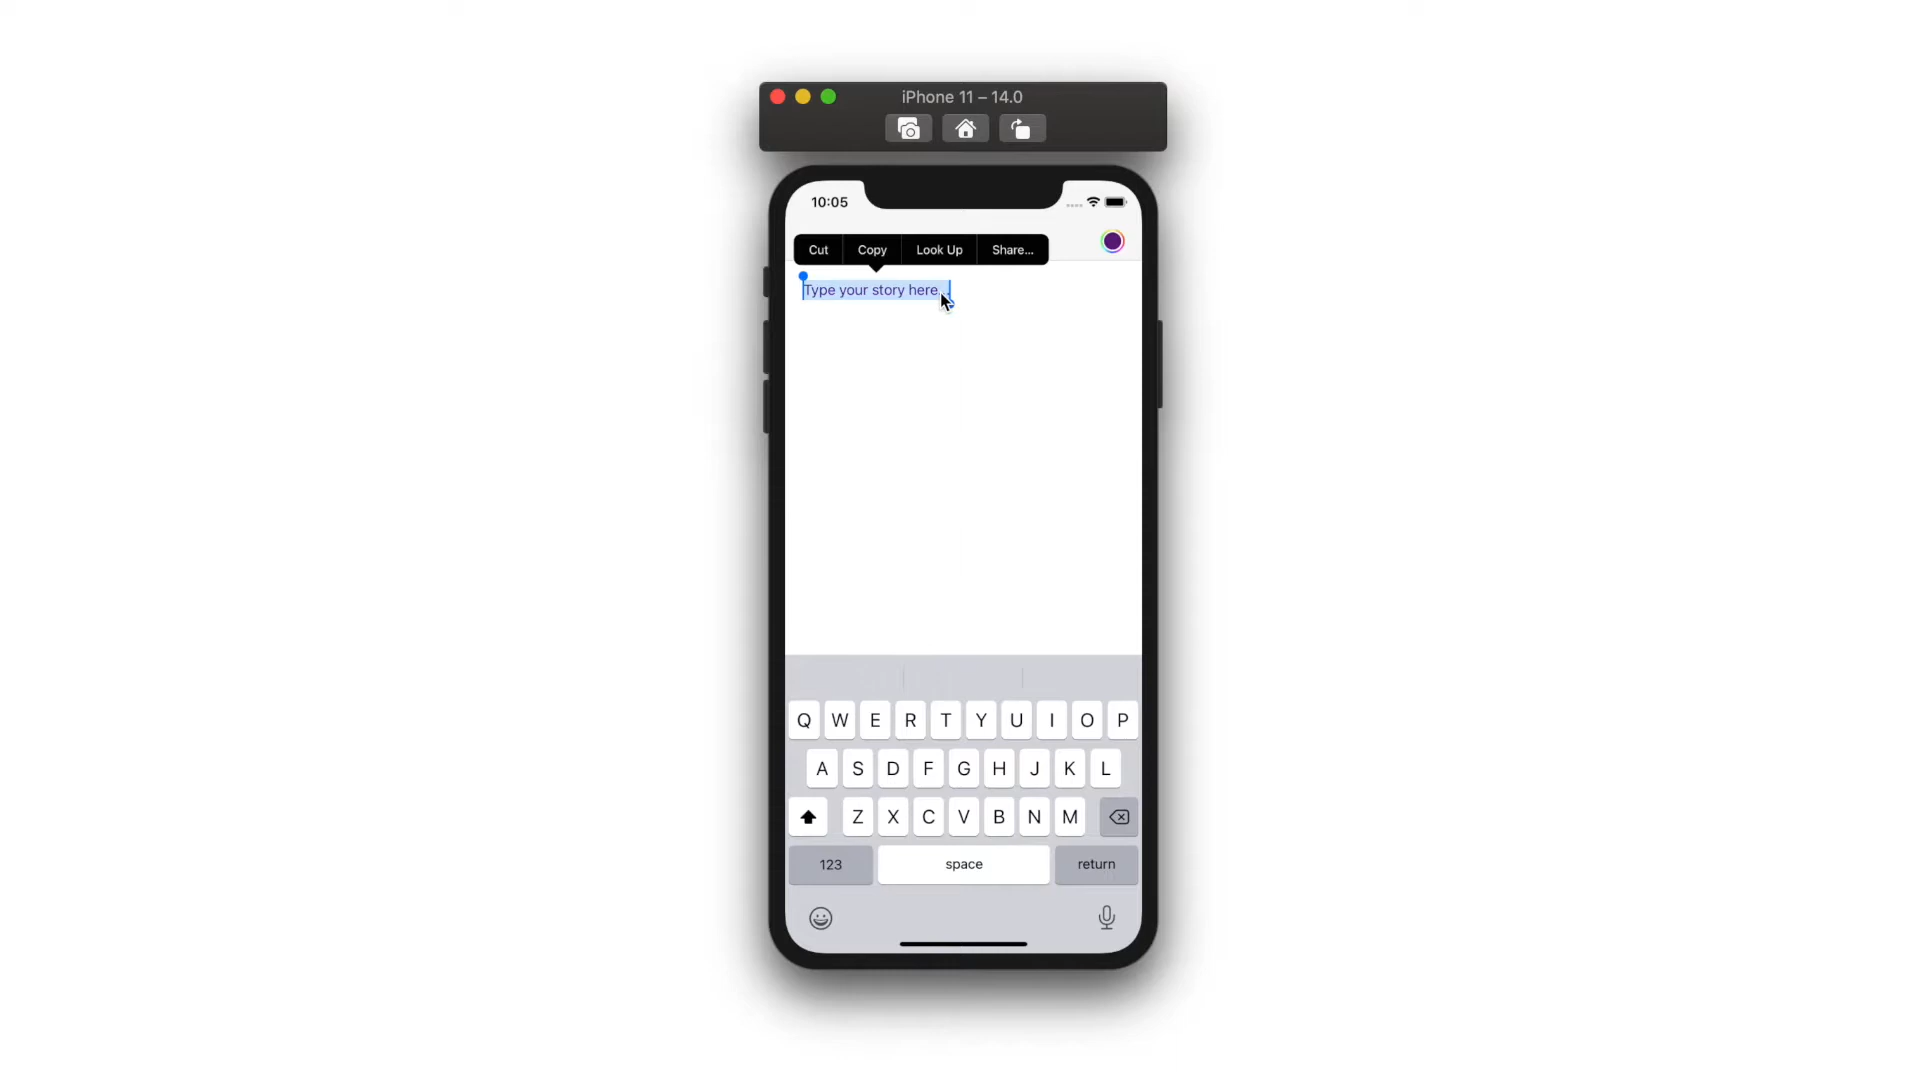 iPhone 11 – 14.0
10:05
Cut Copy Look Up Share...
Type your story here
Q W E R T Y U I O P
A S D F G H J K L
Z X C V B N M
123 space return